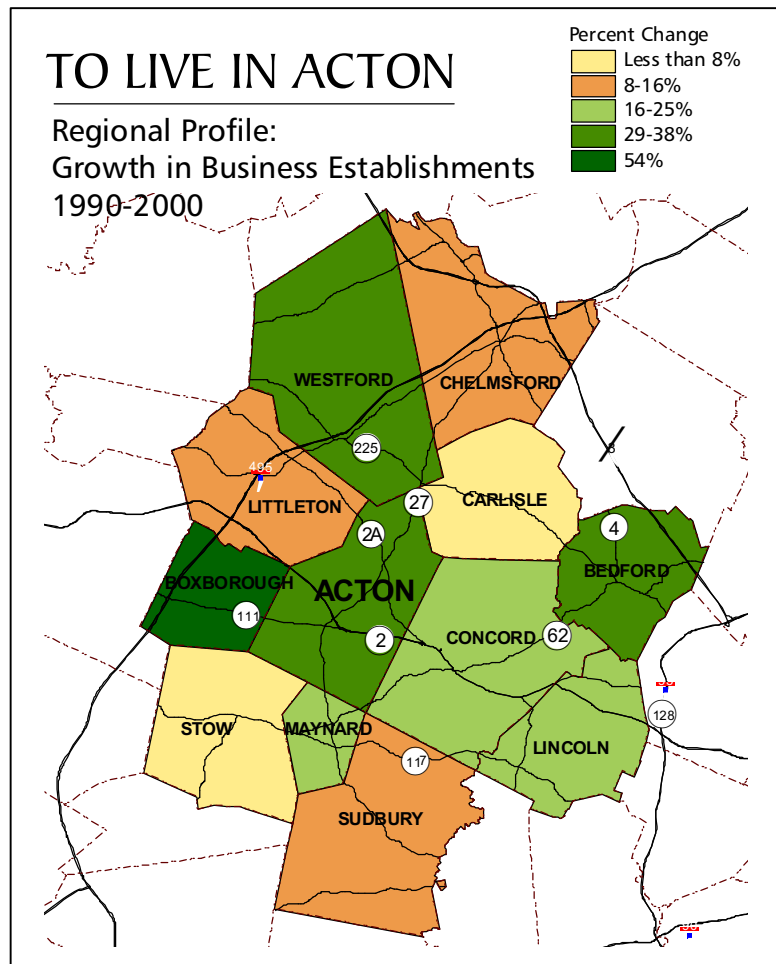 Percent Change
Less than 8%
8-16%
16-25%
29-38%
54%
TO LIVE IN ACTON
Regional Profile:
Growth in Business Establishments
1990-2000
WESTFORD
CHELMSFORD
225
495
LITTLETON
27
CARLISLE
3
2A
4
BEDFORD
BOXBOROUGH
ACTON
111
2
CONCORD
62
128
STOW
MAYNARD
LINCOLN
117
SUDBURY